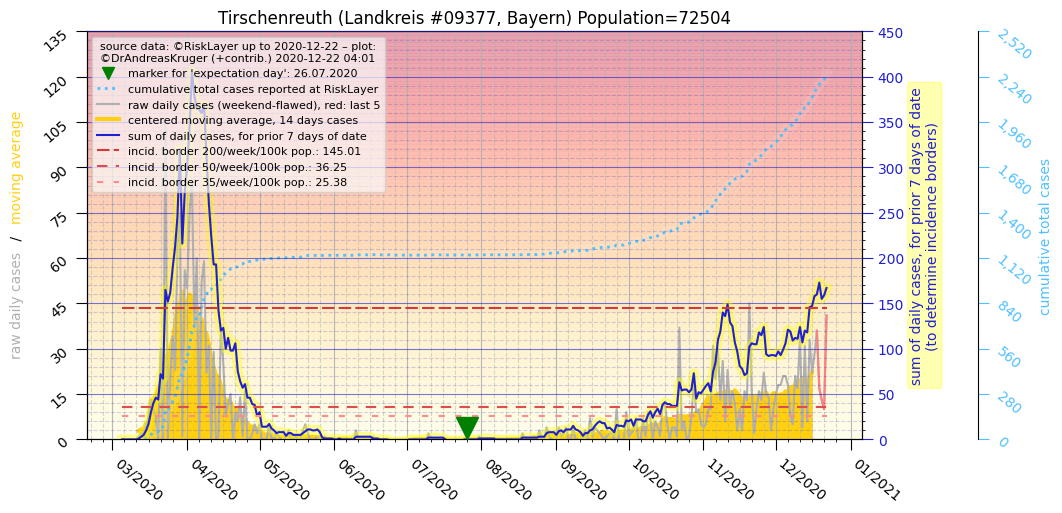 Tirschenreuth (Landkreis #09377, Bayern) Population=72504
source data: ©RiskLayer up to 2020-12-22 – plot:
©DrAndreasKruger (+contrib.) 2020-12-22 04:01
marker for 'expectation day': 26.07.2020
cumulative total cases reported at RiskLayer
raw daily cases (weekend-flawed), red: last 5
centered moving average, 14 days cases
sum of daily cases, for prior 7 days of date
incid. border 200/week/100k pop.: 145.01
incid. border 50/week/100k pop.: 36.25
incid. border 35/week/100k pop.: 25.38
raw daily cases / moving average
135
120
105
90
75
60
45
30
15
0
03/2020
04/2020
05/2020
06/2020
07/2020
08/2020
09/2020
10/2020
11/2020
12/2020
01/2021
450
400
350
300
250
200
150
100
50
0
sum of daily cases, for prior 7 days of date
(to determine incidence borders)
2,520
2,240
1,960
1,680
1,400
1,120
840
560
280
0
cumulative total cases